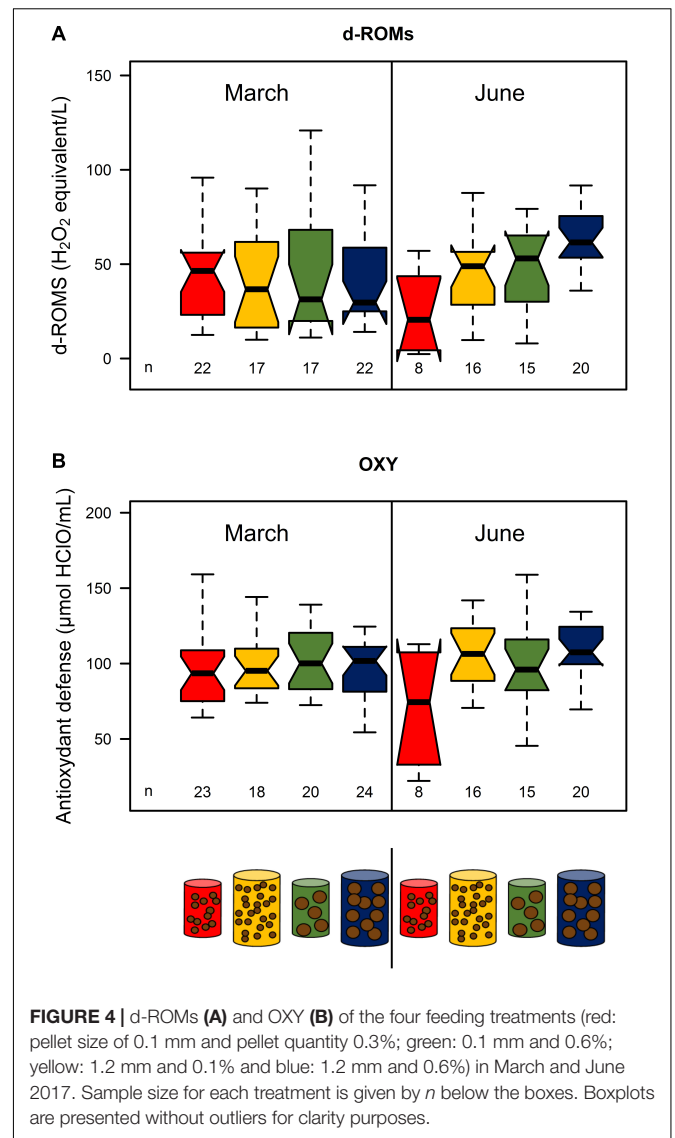 A
d-ROMs
d-ROMS (H₂O₂ equivalent/L)
150
100
50
0
March
June
n 22 17 17 22 8 16 15 20
B
OXY
Antioxydant defense (µmol HClO/mL)
200
150
100
50
March
June
n 23 18 20 24 8 16 15 20
FIGURE 4 | d-ROMs (A) and OXY (B) of the four feeding treatments (red:
pellet size of 0.1 mm and pellet quantity 0.3%; green: 0.1 mm and 0.6%;
yellow: 1.2 mm and 0.1% and blue: 1.2 mm and 0.6%) in March and June
2017. Sample size for each treatment is given by n below the boxes. Boxplots
are presented without outliers for clarity purposes.